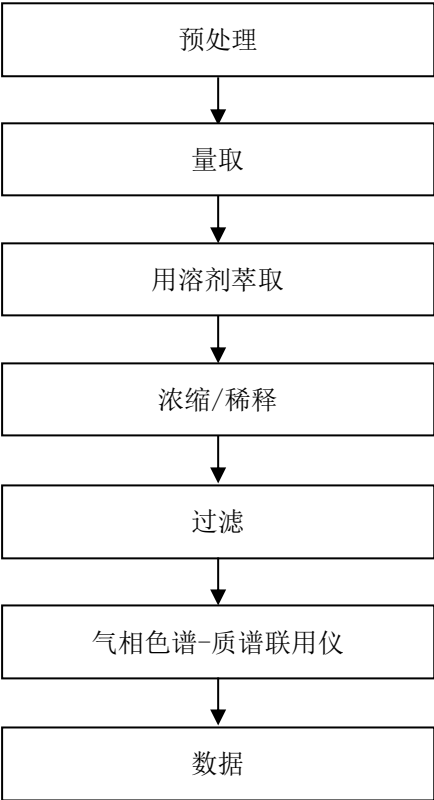 预处理
量取
用溶剂萃取
浓缩/稀释
过滤
气相色谱-质谱联用仪
数据